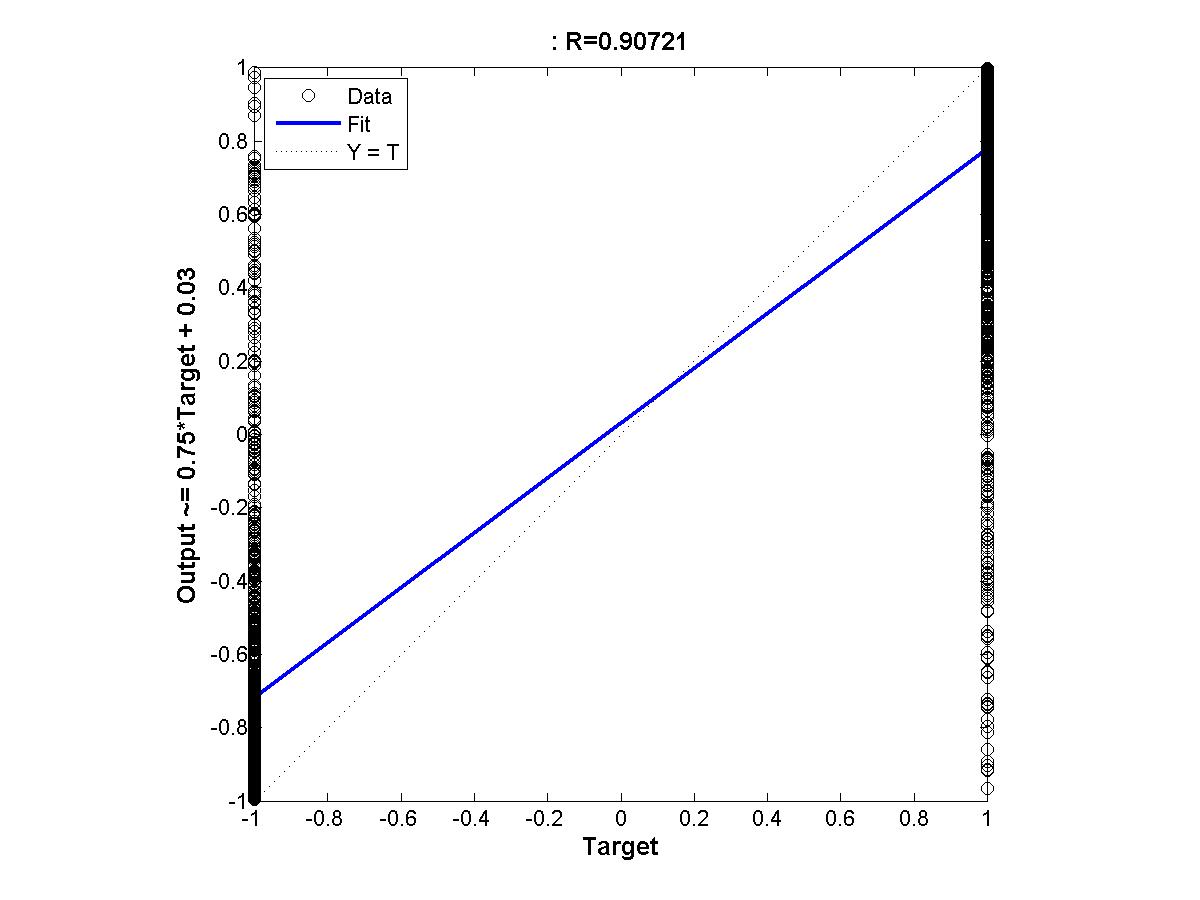 : R=0.90721
Data
Fit
Y = T
1
0.8
0.6
0.4
0.2
0
-0.2
-0.4
-0.6
-0.8
-1
Output ~= 0.75*Target + 0.03
-1 -0.8 -0.6 -0.4 -0.2 0 0.2 0.4 0.6 0.8 1
Target